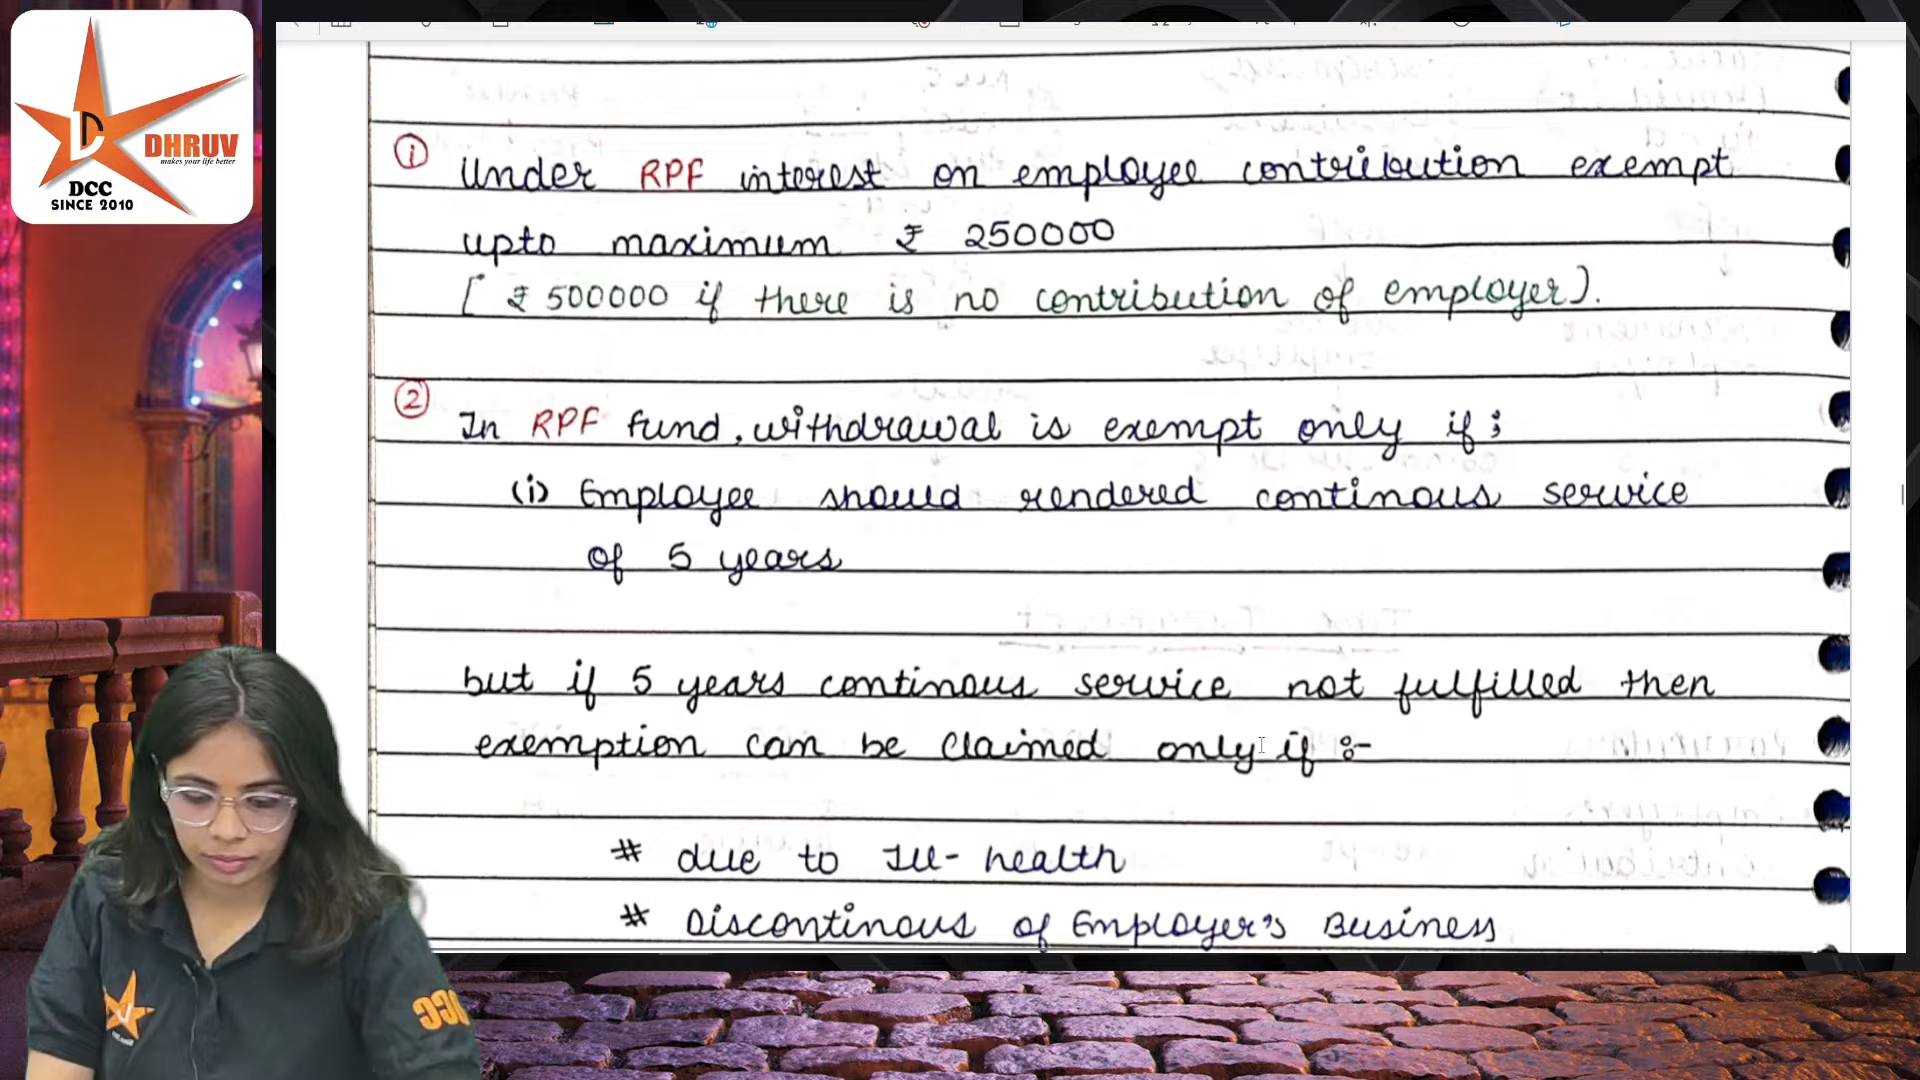 DHRUV
makes your life better
DCC
SINCE 2010
① Under RPF interest on employee contribution exempt
upto maximum ₹ 250000
[ ₹ 500000 if there is no contribution of employer).
② In RPF fund, withdrawal is exempt only if ;
(i) Employee should rendered continous service
of 5 years
but if 5 years continous service not fulfilled then
exemption can be claimed only if :-
# due to Ill-health
# Discontinous of Employer's Business